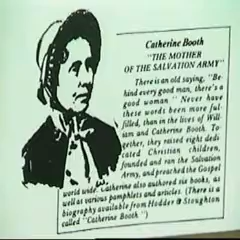 Catherine Booth
"THE MOTHER
OF THE SALVATION ARMY"
There is an old saying, "Be-
hind every good man, there's a
good woman." Never have
these words been more ful-
filled, than in the lives of Will-
iam and Catherine Booth. To-
gether, they raised eight dedi-
cated Christian children,
founded and ran the Salvation
Army, and preached the Gospel
world wide. Catherine also authored six books, as
well as various pamphlets and articles. (There is a
biography available from Hodder @ Stoughton
called "Catherine Booth.")